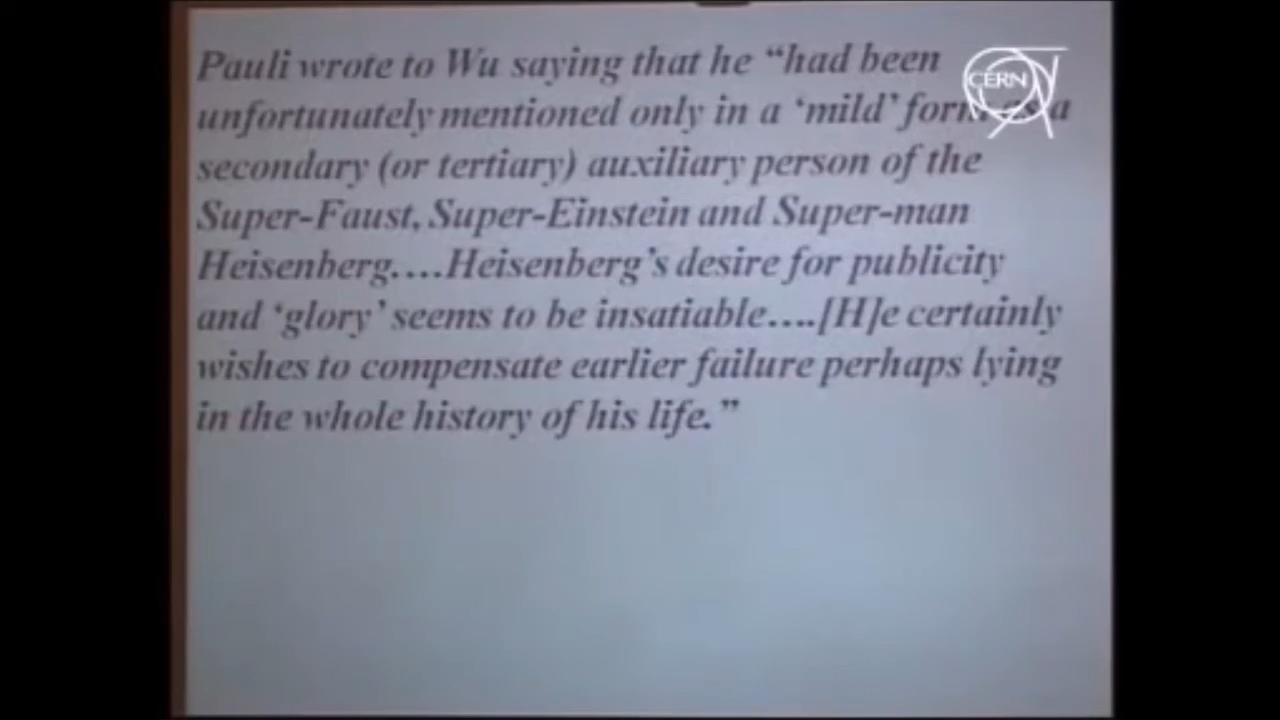 Pauli wrote to Wu saying that he “had been
unfortunately mentioned only in a ‘mild’ form as a
secondary (or tertiary) auxiliary person of the
Super-Faust, Super-Einstein and Super-man
Heisenberg….Heisenberg’s desire for publicity
and ‘glory’ seems to be insatiable….[H]e certainly
wishes to compensate earlier failure perhaps lying
in the whole history of his life.”
CERN